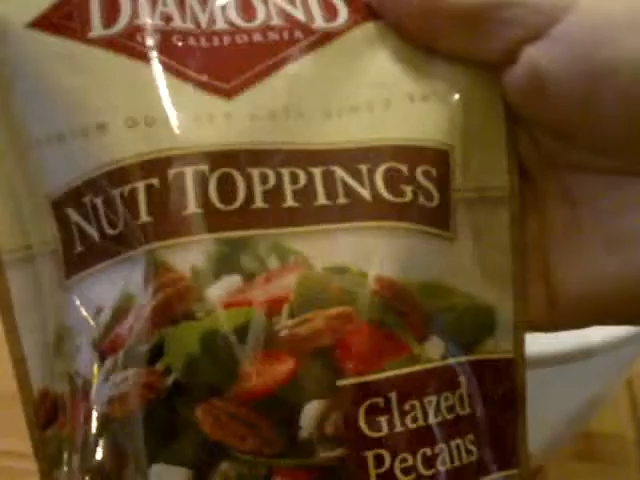 DIAMOND
OF CALIFORNIA
NUT TOPPINGS
Glazed
Pecans